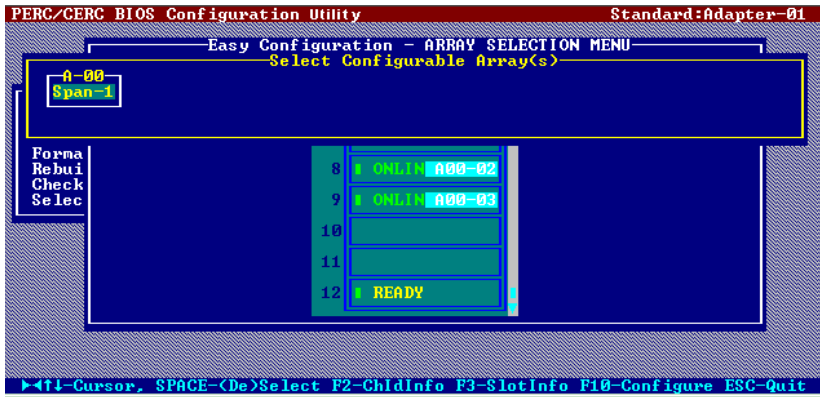 PERC/CERC BIOS Configuration Utility Standard:Adapter-01
Easy Configuration - ARRAY SELECTION MENU
Select Configurable Array(s)
A-00
Span-1
Forma
Rebui 8 ONLIN A00-02
Check
Selec 9 ONLIN A00-03
10
11
12 READY
►◄↑↓-Cursor, SPACE-(De)Select F2-ChIdInfo F3-SlotInfo F10-Configure ESC-Quit